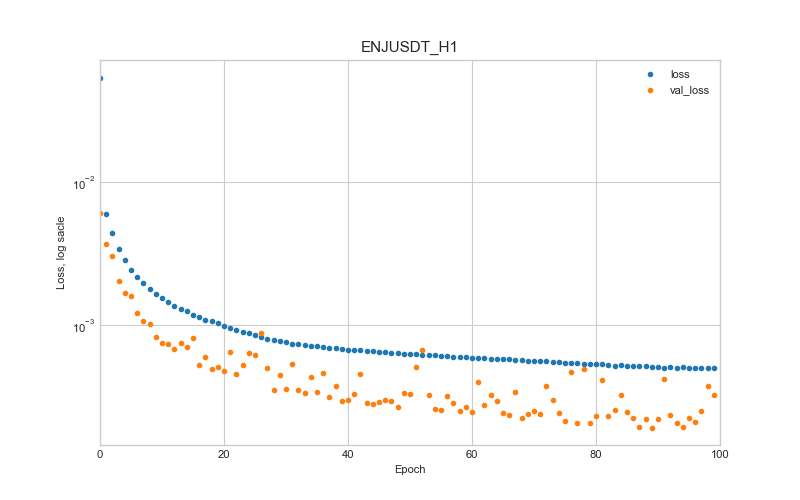 ENJUSDT_H1
loss
val_loss
10⁻²
10⁻³
Loss, log sacle
0 20 40 60 80 100
Epoch